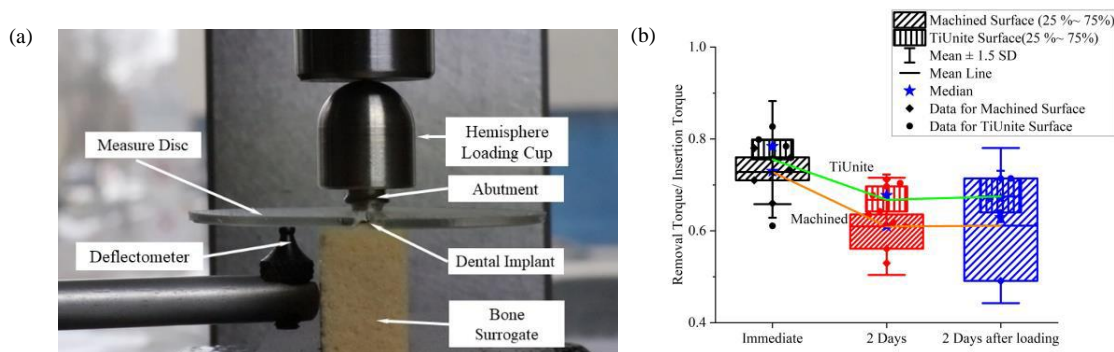 (a)
Hemisphere
Loading Cup
Measure Disc
Abutment
Deflectometer
Dental Implant
Bone
Surrogate
(b)
Machined Surface (25 %~ 75%)
TiUnite Surface(25 %~ 75%)
Mean ± 1.5 SD
Mean Line
Median
Data for Machined Surface
Data for TiUnite Surface
Removal Torque/ Insertion Torque
1.0
0.8
0.6
0.4
TiUnite
Machined
Immediate
2 Days
2 Days after loading